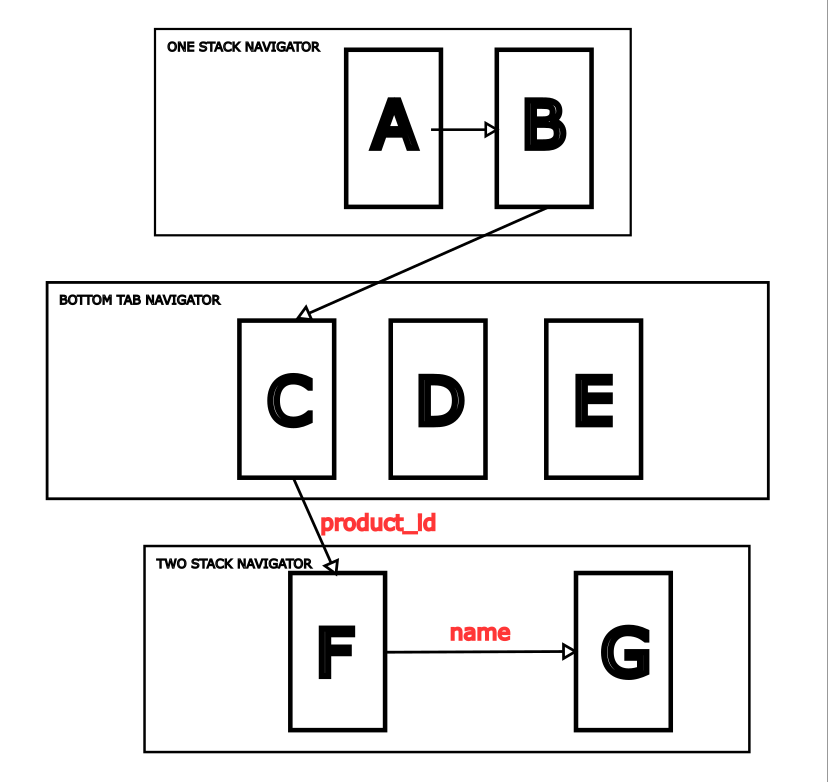 ONE STACK NAVIGATOR
A
B
BOTTOM TAB NAVIGATOR
C
D
E
product_id
TWO STACK NAVIGATOR
F
name
G